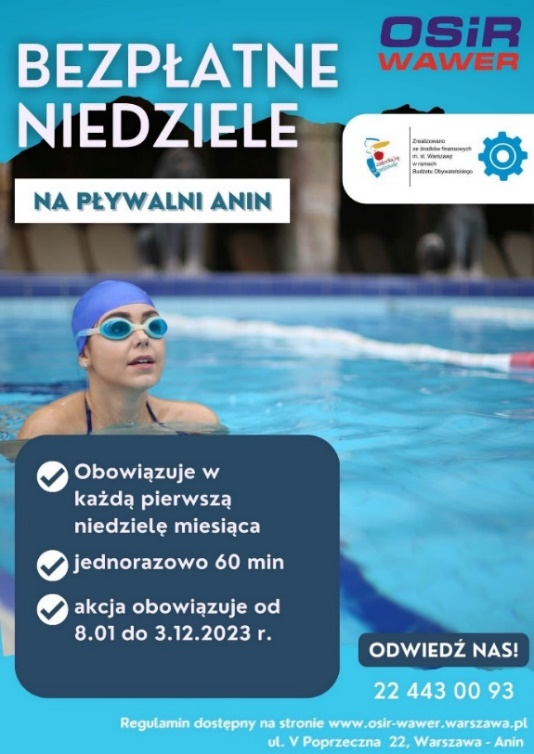 OSiR
WAWER
BEZPŁATNE
NIEDZIELE
Zrealizowano
ze środków finansowych
m. st. Warszawy
w ramach
Budżetu Obywatelskiego
NA PŁYWALNI ANIN
Obowiązuje w
każdą pierwszą
niedzielę miesiąca
jednorazowo 60 min
akcja obowiązuje od
8.01 do 3.12.2023 r.
ODWIEDŹ NAS!
22 443 00 93
Regulamin dostępny na stronie www.osir-wawer.warszawa.pl
ul. V Poprzeczna 22, Warszawa - Anin